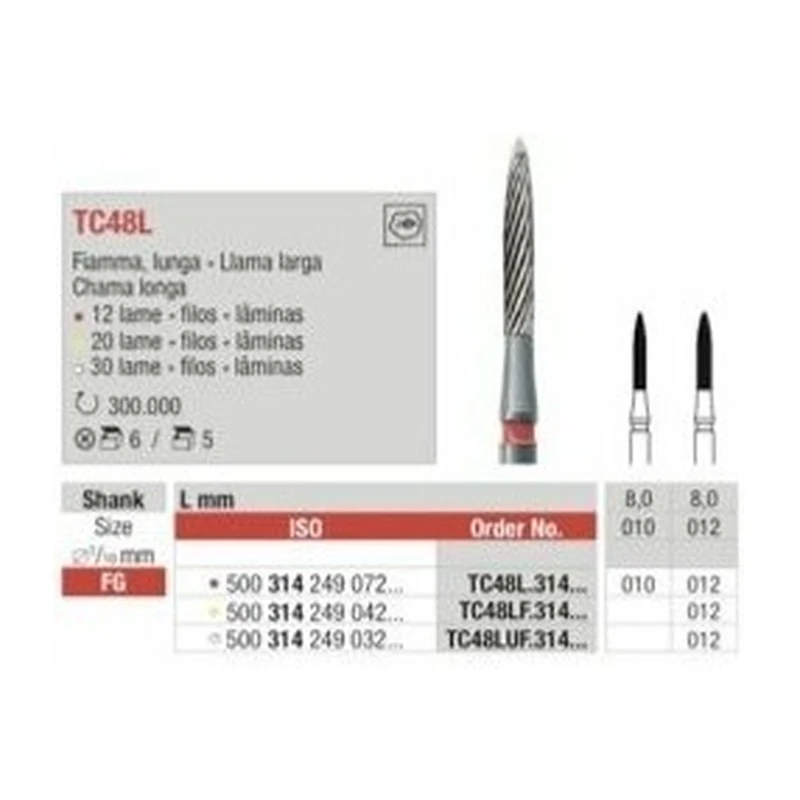 TC48L
Fiamma, lunga • Llama larga
Chama longa
• 12 lame • filos • lâminas
20 lame • filos • lâminas
30 lame • filos • lâminas
300.000
6 / 5
Shank L mm 8,0 8,0
Size ISO Order No. 010 012
∅ 1/10 mm
FG • 500 314 249 072... TC48L.314... 010 012
• 500 314 249 042... TC48LF.314... 012
500 314 249 032... TC48LUF.314... 012